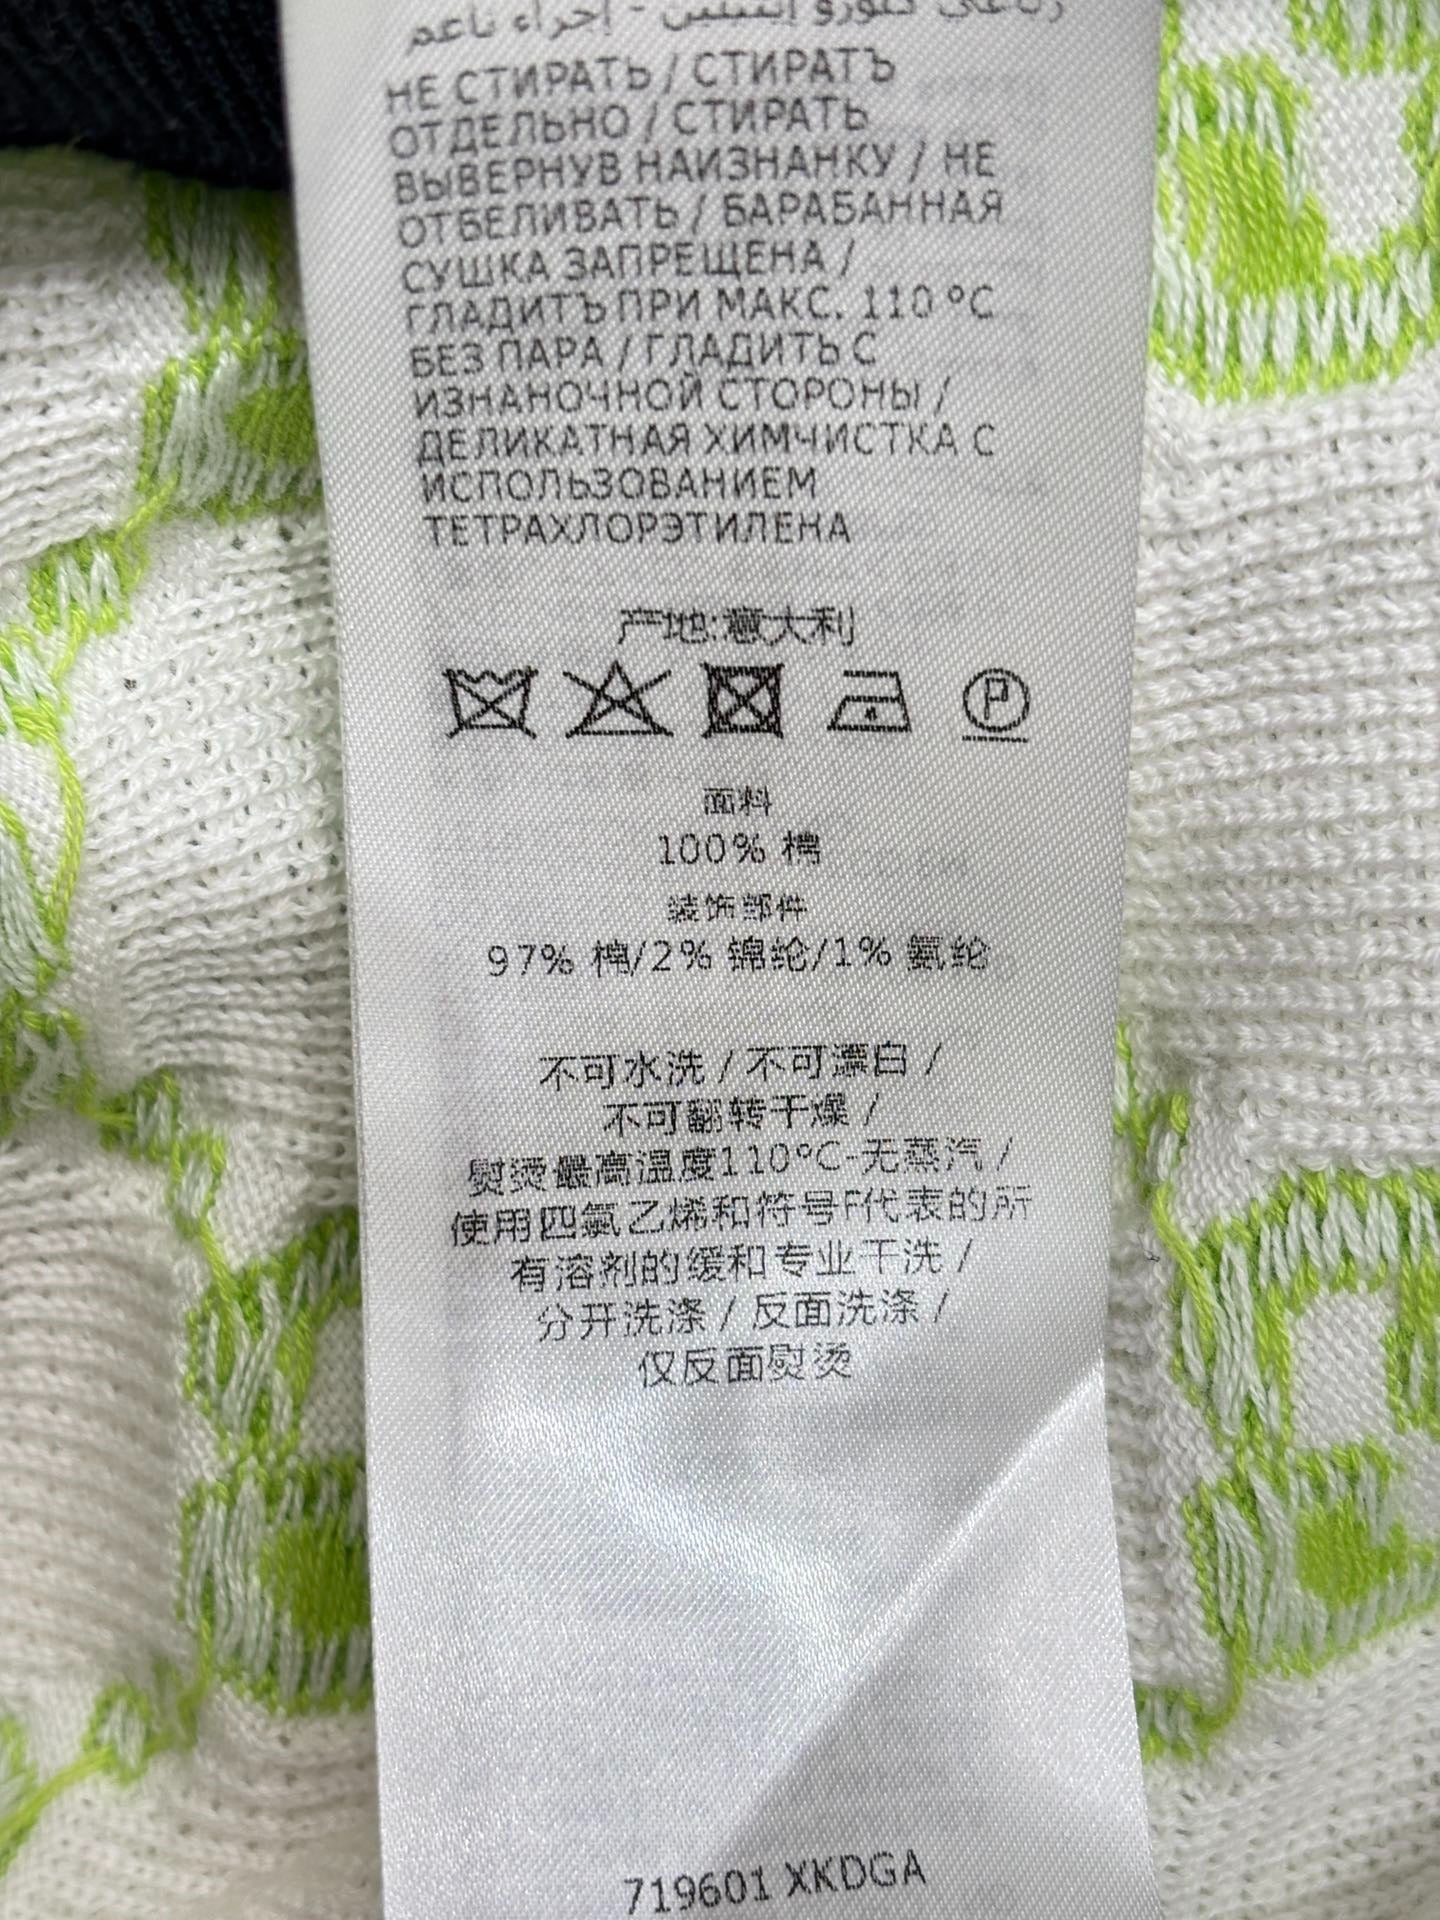 إجراء ناعم
НЕ СТИРАТЬ / СТИРАТЬ
ОТДЕЛЬНО / СТИРАТЬ
ВЫВЕРНУВ НАИЗНАНКУ / НЕ
ОТБЕЛИВАТЬ / БАРАБАННАЯ
СУШКА ЗАПРЕЩЕНА /
ГЛАДИТЬ ПРИ МАКС. 110 °C
БЕЗ ПАРА / ГЛАДИТЬ С
ИЗНАНОЧНОЙ СТОРОНЫ /
ДЕЛИКАТНАЯ ХИМЧИСТКА С
ИСПОЛЬЗОВАНИЕМ
ТЕТРАХЛОРЭТИЛЕНА
产地:意大利
P
面料
100% 棉
装饰部件
97% 棉/2% 锦纶/1% 氨纶
不可水洗 / 不可漂白 /
不可翻转干燥 /
熨烫最高温度110°C-无蒸汽 /
使用四氯乙烯和符号F代表的所
有溶剂的缓和专业干洗 /
分开洗涤 / 反面洗涤 /
仅反面熨烫
719601 XKDGA